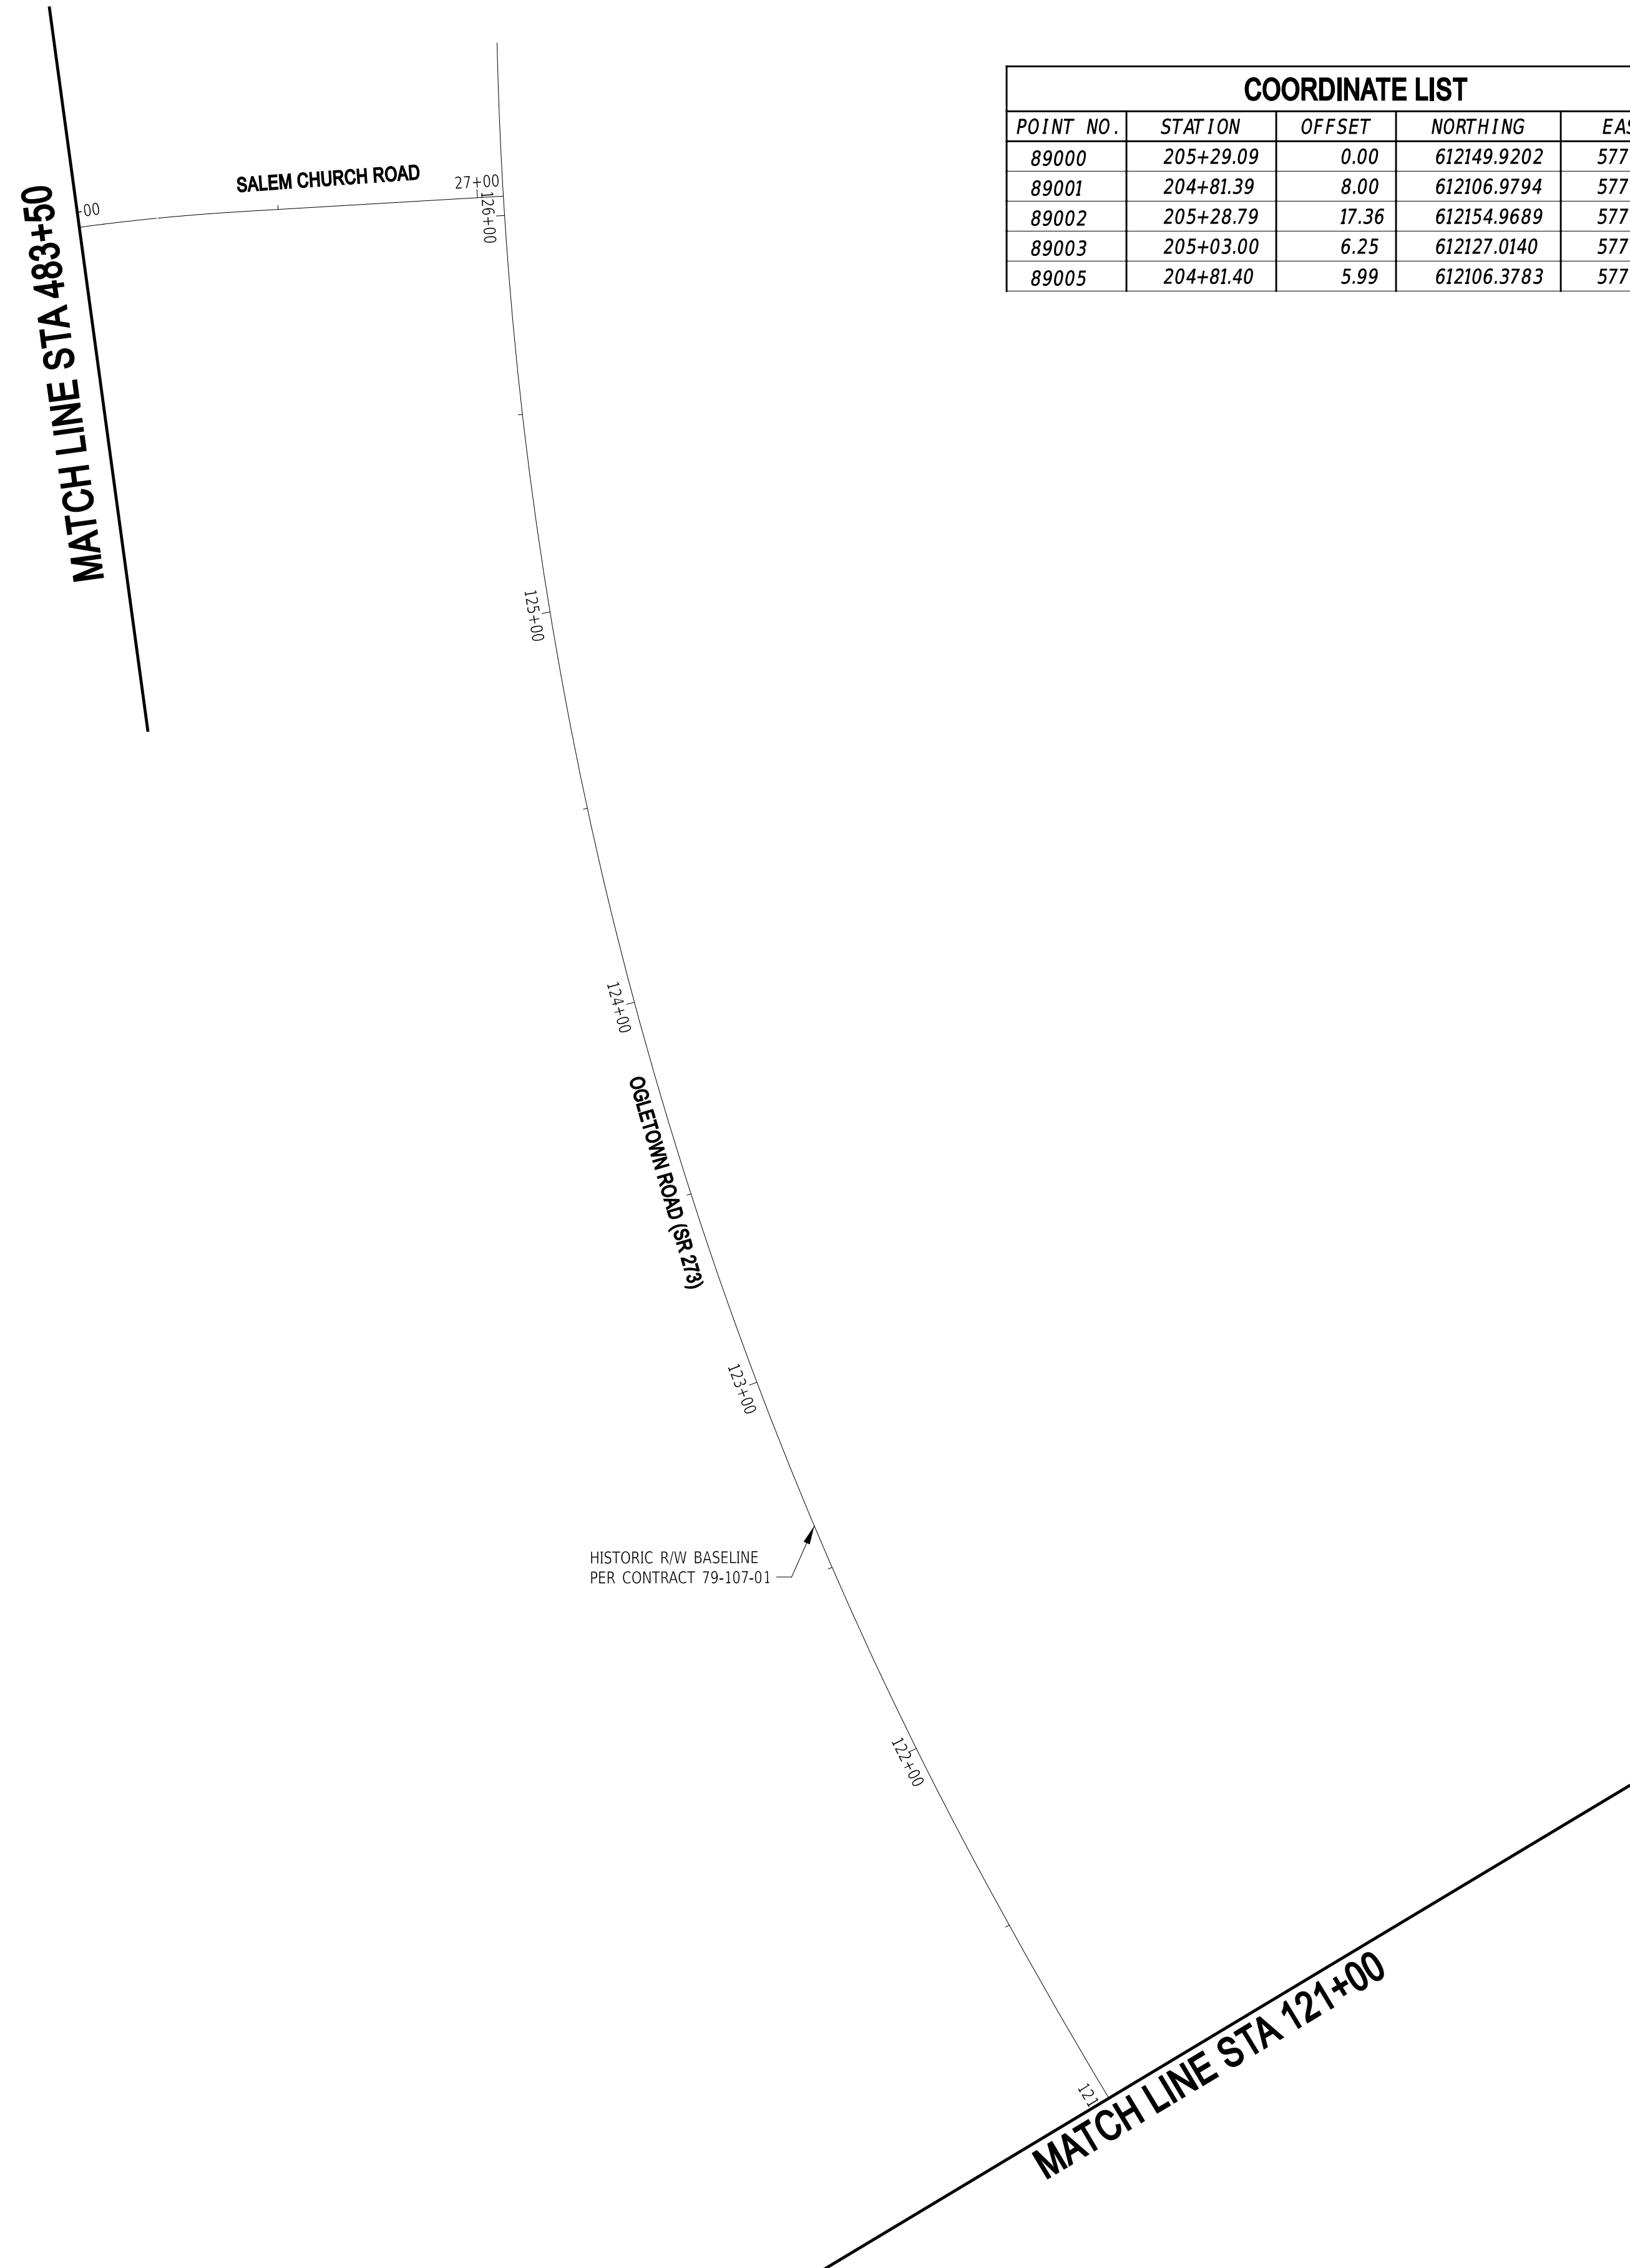 COORDINATE LIST
POINT NO. STATION OFFSET NORTHING EAS
89000 205+29.09 0.00 612149.9202 577
89001 204+81.39 8.00 612106.9794 577
89002 205+28.79 17.36 612154.9689 577
89003 205+03.00 6.25 612127.0140 577
89005 204+81.40 5.99 612106.3783 577
SALEM CHURCH ROAD
27+00
+00
126+00
MATCH LINE STA 483+50
125+00
124+00
OGLETOWN ROAD (SR 273)
123+00
HISTORIC R/W BASELINE
PER CONTRACT 79-107-01
122+00
121
MATCH LINE STA 121+00